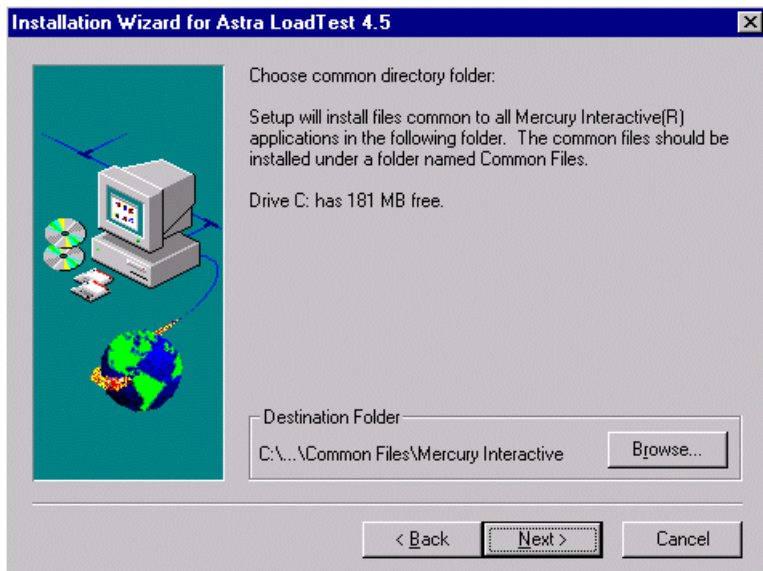 Installation Wizard for Astra LoadTest 4.5
Choose common directory folder:
Setup will install files common to all Mercury Interactive(R)
applications in the following folder.  The common files should be
installed under a folder named Common Files.
Drive C: has 181 MB free.
Destination Folder
C:\...\Common Files\Mercury Interactive
Browse...
< Back
Next >
Cancel